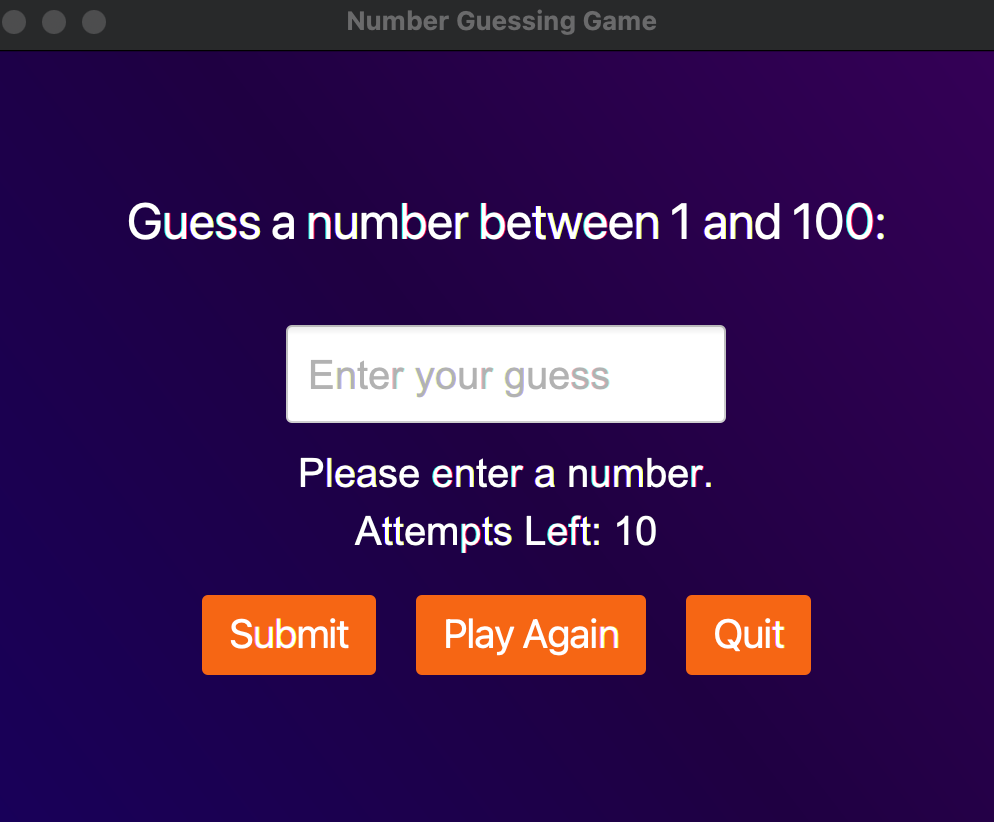 Number Guessing Game
Guess a number between 1 and 100:
Enter your guess
Please enter a number.
Attempts Left: 10
Submit Play Again Quit